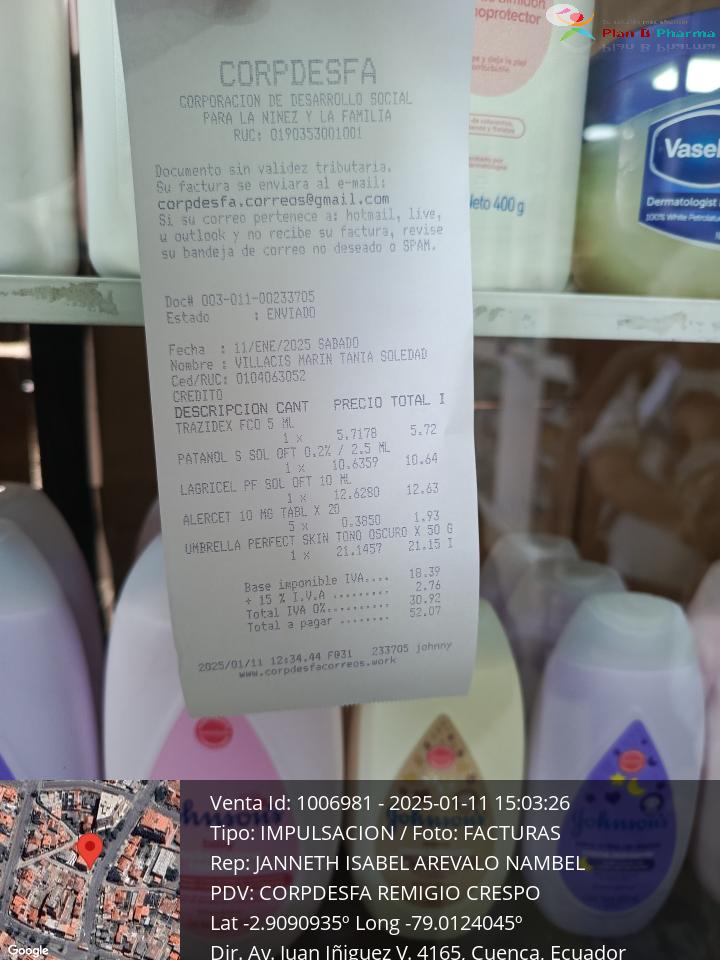 noprotector
Plan B Pharma
CORPDESFA
CORPORACION DE DESARROLLO SOCIAL
PARA LA NINEZ Y LA FAMILIA
RUC: 0190353001001
Documento sin validez tributaria.
Su factura se enviara al e-mail:
corpdesfa.correos@gmail.com
Si su correo pertenece a: hotmail, live,
u outlook y no recibe su factura, revise
su bandeja de correo no deseado o SPAM.
Vasel
Dermatologist
100% White Petrolat
400 g
Doc# 003-011-00233705
Estado : ENVIADO
Fecha : 11/ENE/2025 SABADO
Nombre : VILLACIS MARIN TANIA SOLEDAD
Ced/RUC: 0104063052
CREDITO
DESCRIPCION CANT PRECIO TOTAL I
TRAZIDEX FCO 5 ML
1 x 5.7178 5.72
PATANOL S SOL OFT 0.2% / 2.5 ML
1 x 10.6359 10.64
LAGRICEL PF SOL OFT 10 ML
1 x 12.6280 12.63
ALERCET 10 MG TABL X 20
5 x 0.3850 1.93
UMBRELLA PERFECT SKIN TONO OSCURO X 50 G
1 x 21.1457 21.15 I
Base imponible IVA.... 18.39
+ 15 % I.V.A ......... 2.76
Total IVA 0%.......... 30.92
Total a pagar ........ 52.07
2025/01/11 12:34.44 F@31 233705 johnny
www.corpdesfacorreos.work
Johnson's
Venta Id: 1006981 - 2025-01-11 15:03:26
Tipo: IMPULSACION / Foto: FACTURAS
Rep: JANNETH ISABEL AREVALO NAMBEL
PDV: CORPDESFA REMIGIO CRESPO
Lat -2.9090935º Long -79.0124045º
Dir. Av. Juan Iñiguez V. 4165, Cuenca, Ecuador
Google